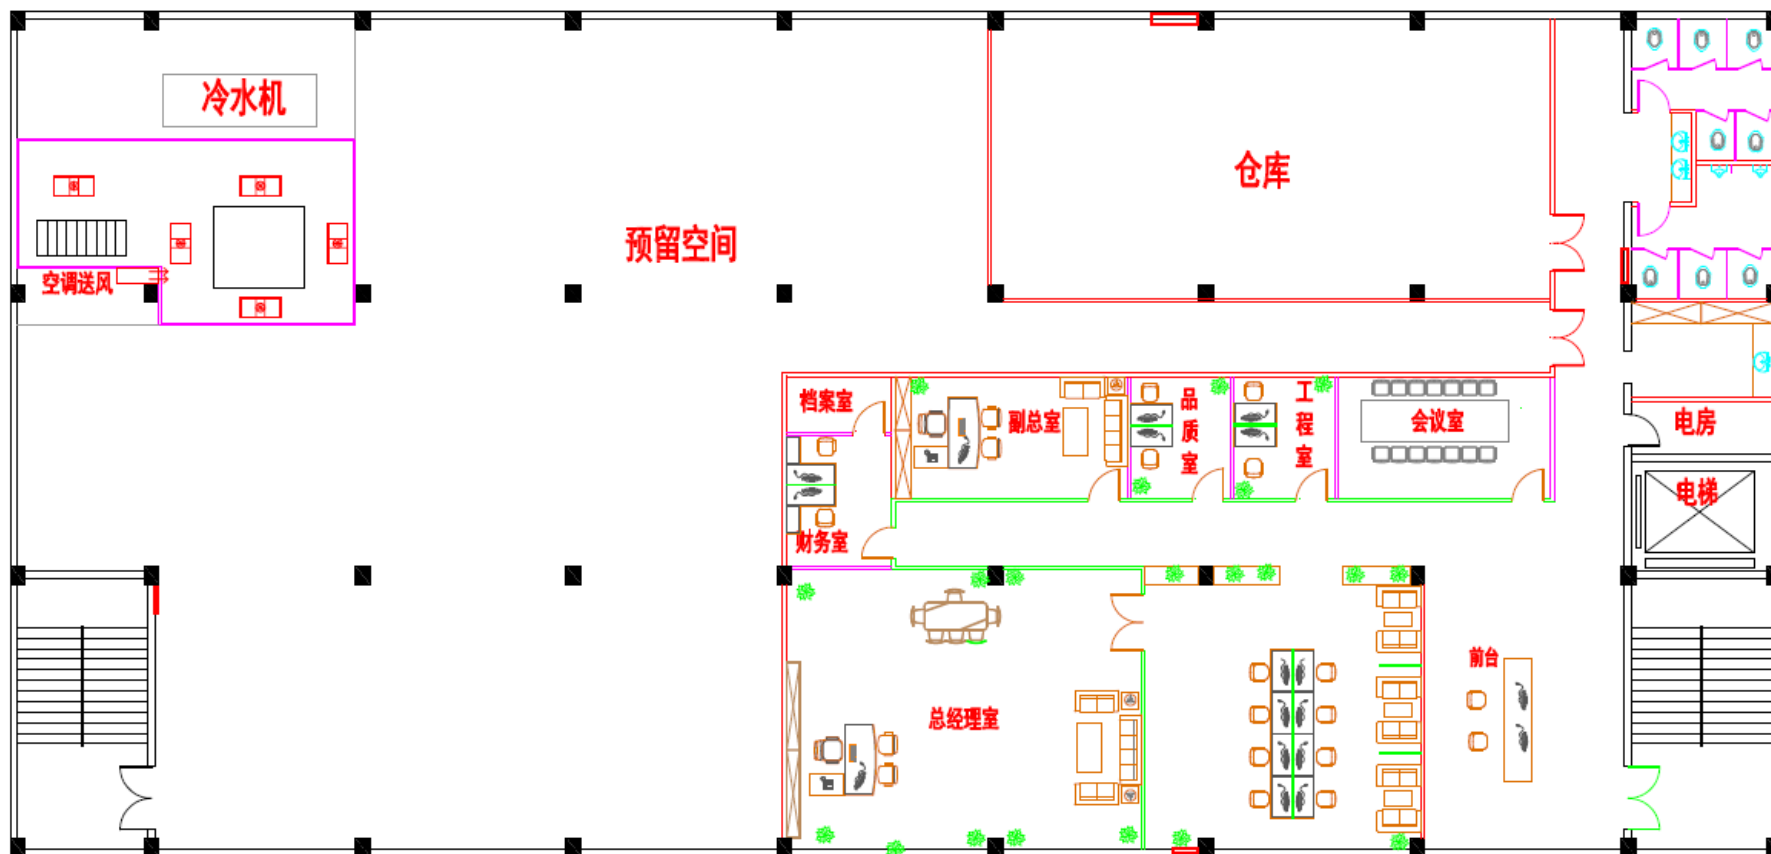 冷水机
仓库
预留空间
空调送风
档案室
副总室
品质室
工程室
会议室
电房
电梯
财务室
前台
总经理室